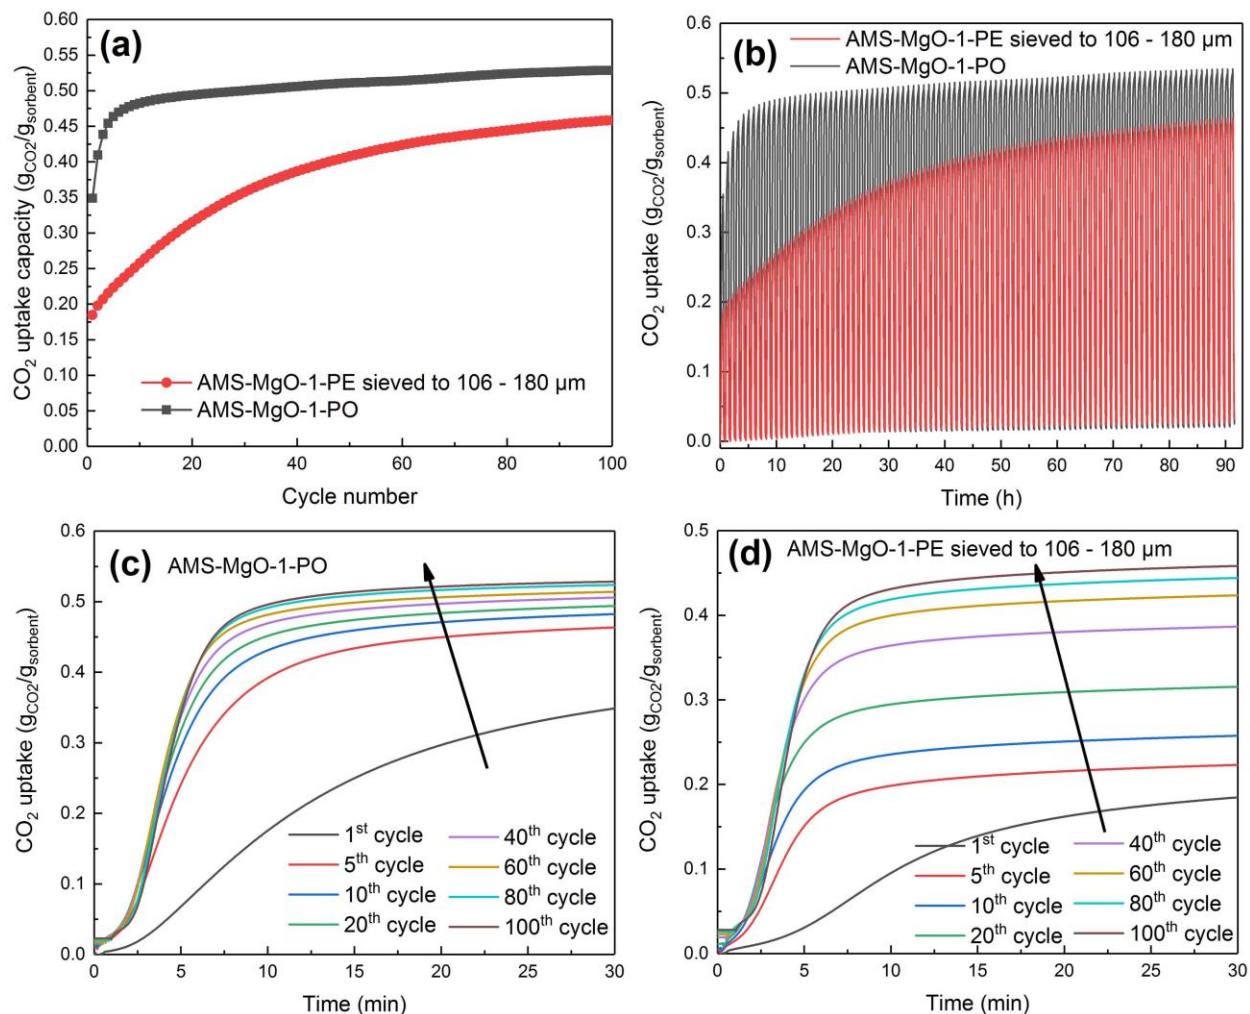 (a)
CO2 uptake capacity (gCO2/gsorbent)
0.60
0.55
0.50
0.45
0.40
0.35
0.30
0.25
0.20
0.15
0.10
0.05
0.00
AMS-MgO-1-PE sieved to 106 - 180 μm
AMS-MgO-1-PO
0 20 40 60 80 100
Cycle number
(b)
AMS-MgO-1-PE sieved to 106 - 180 μm
AMS-MgO-1-PO
CO2 uptake (gCO2/gsorbent)
0.6
0.5
0.4
0.3
0.2
0.1
0.0
0 10 20 30 40 50 60 70 80 90
Time (h)
(c) AMS-MgO-1-PO
CO2 uptake (gCO2/gsorbent)
0.6
0.5
0.4
0.3
0.2
0.1
0.0
1st cycle 40th cycle
5th cycle 60th cycle
10th cycle 80th cycle
20th cycle 100th cycle
0 5 10 15 20 25 30
Time (min)
(d) AMS-MgO-1-PE sieved to 106 - 180 μm
CO2 uptake (gCO2/gsorbent)
0.5
0.4
0.3
0.2
0.1
0.0
1st cycle 40th cycle
5th cycle 60th cycle
10th cycle 80th cycle
20th cycle 100th cycle
0 5 10 15 20 25 30
Time (min)